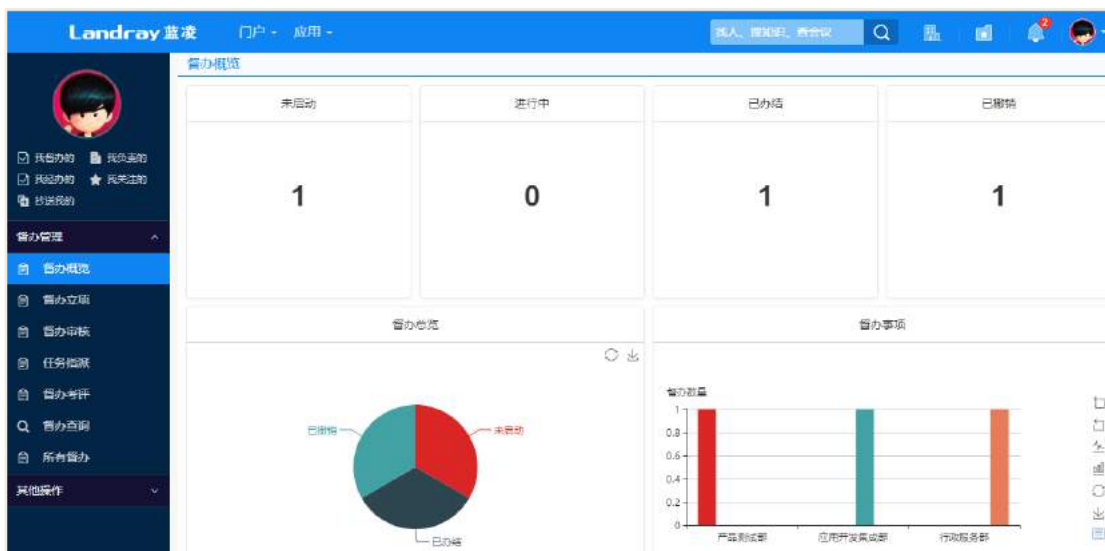 Landray 蓝凌 门户 应用 找人、搜知识、查会议 2
督办概览
未启动 进行中 已办结 已撤销
1 0 1 1
我督办的 我负责的
我经办的 我关注的
抄送我的
督办管理
督办概览
督办立项
督办审核
任务指派
督办考评
督办查询
所有督办
其他操作
督办总览 督办事项
已撤销 未启动
已办结
督办数量
1
0.8
0.6
0.4
0.2
0
产品测试部 应用开发集成部 行政服务部